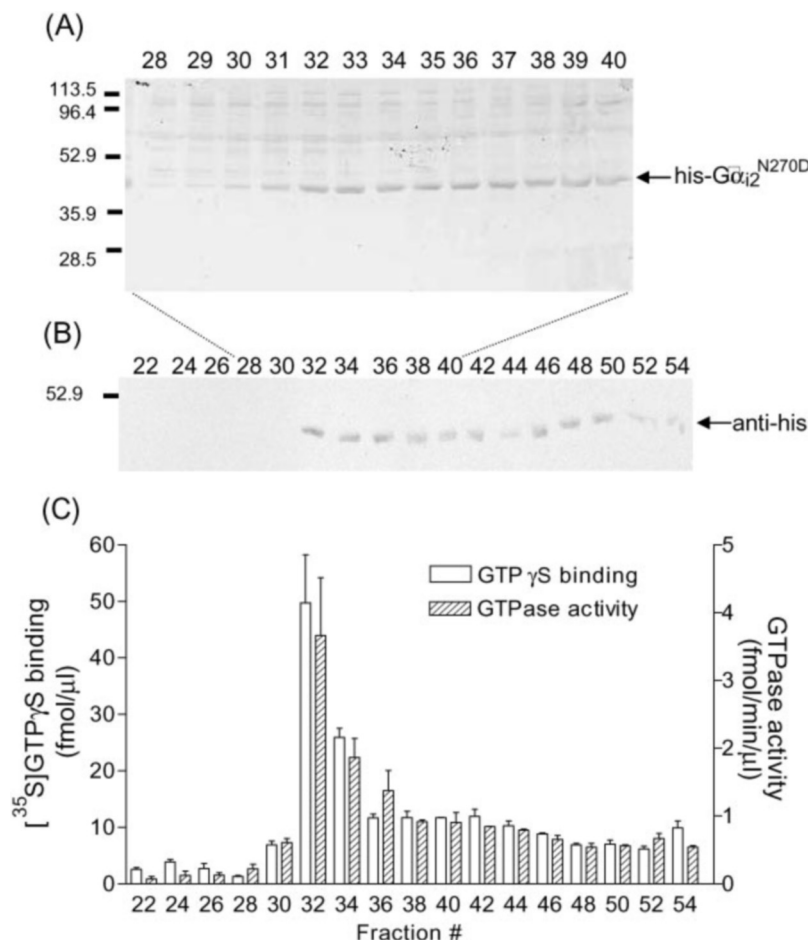 (A)
28 29 30 31 32 33 34 35 36 37 38 39 40
113.5
96.4
52.9
his-Gα̅i2N270D
35.9
28.5
(B)
22 24 26 28 30 32 34 36 38 40 42 44 46 48 50 52 54
52.9
anti-his
(C)
60 5
GTPγS binding
GTPase activity
50
4
40
3
30
2
20
1
10
0 0
[35S]GTPγS binding
(fmol/μl)
GTPase activity
(fmol/min/μl)
22 24 26 28 30 32 34 36 38 40 42 44 46 48 50 52 54
Fraction #